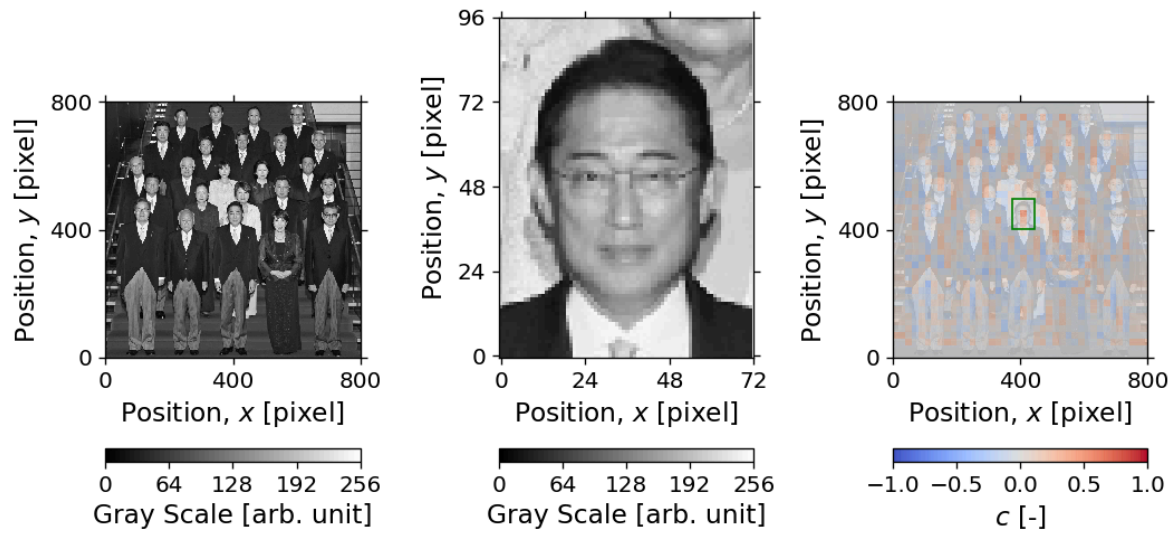 800
400
0
0 400 800
Position, x [pixel]
Position, y [pixel]
0 64 128 192 256
Gray Scale [arb. unit]
96
72
48
24
0
0 24 48 72
Position, x [pixel]
Position, y [pixel]
0 64 128 192 256
Gray Scale [arb. unit]
800
400
0
0 400 800
Position, x [pixel]
Position, y [pixel]
−1.0 −0.5 0.0 0.5 1.0
c [-]